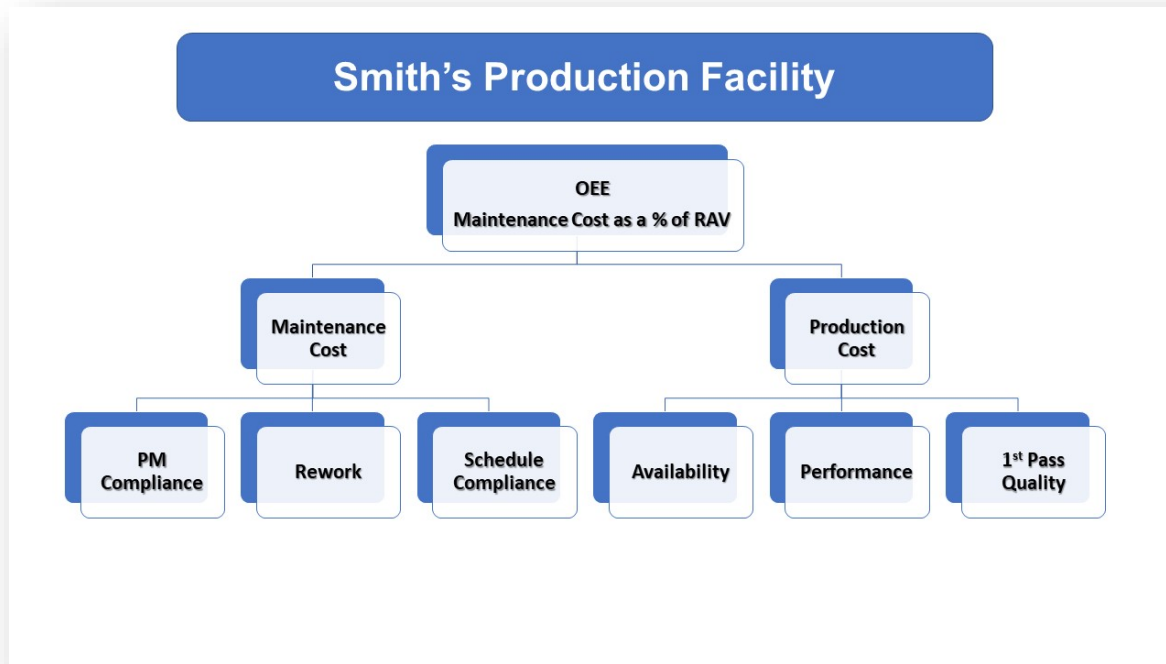 Smith’s Production Facility
OEE
Maintenance Cost as a % of RAV
Maintenance
Cost
Production
Cost
PM
Compliance
Rework
Schedule
Compliance
Availability
Performance
1st Pass
Quality